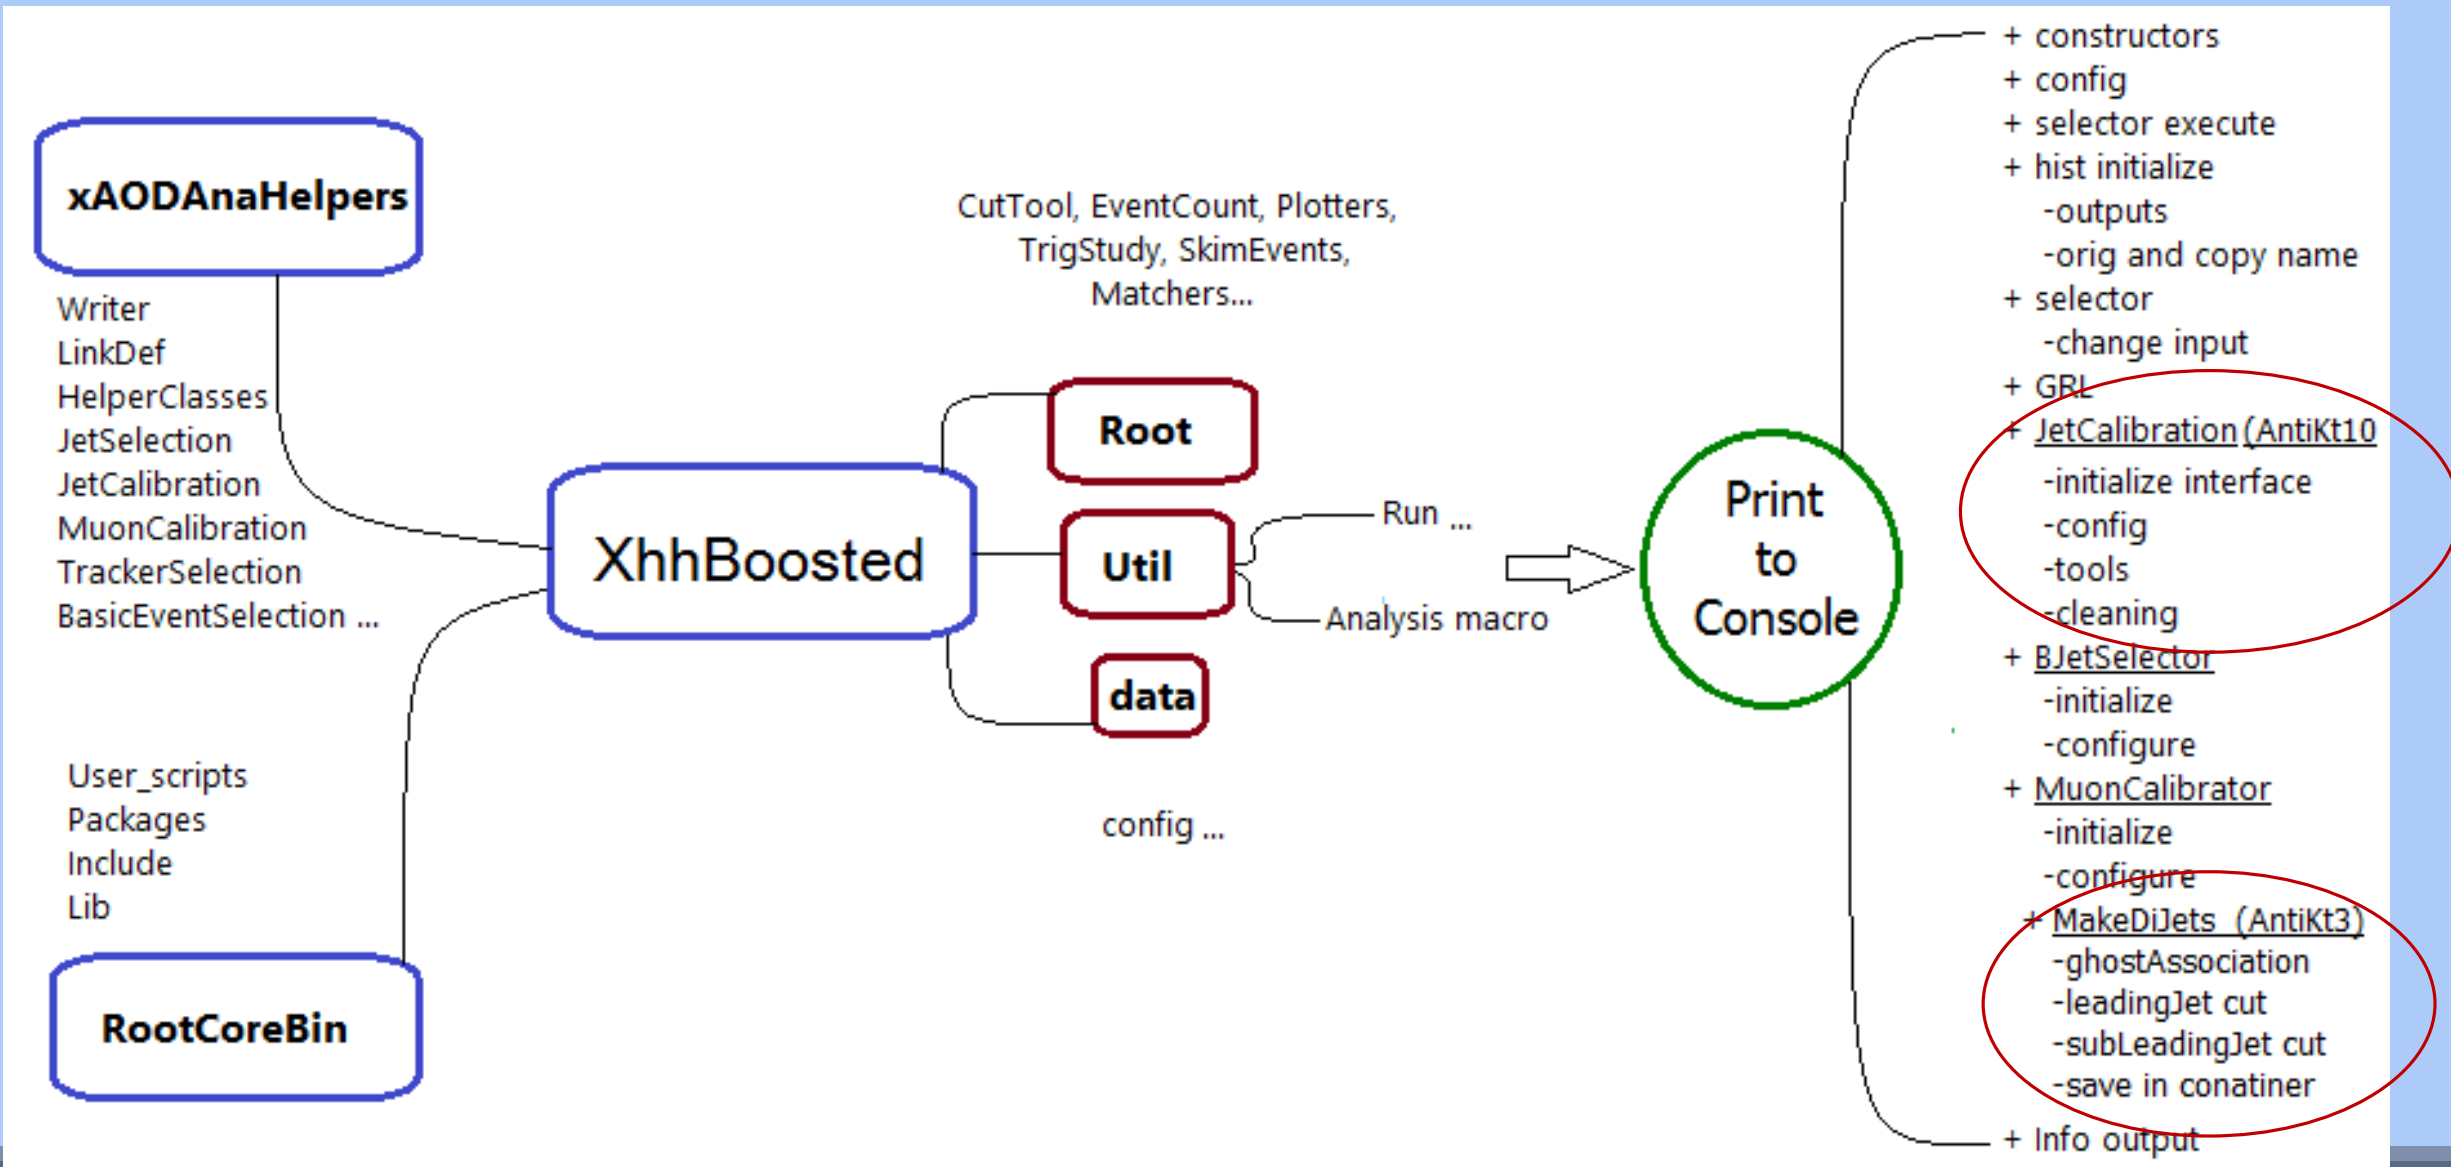 xAODAnaHelpers
Writer
LinkDef
HelperClasses
JetSelection
JetCalibration
MuonCalibration
TrackerSelection
BasicEventSelection ...
User_scripts
Packages
Include
Lib
RootCoreBin
XhhBoosted
CutTool, EventCount, Plotters,
TrigStudy, SkimEvents,
Matchers...
Root
Util
data
config ...
Run ...
Analysis macro
Print
to
Console
+ constructors
+ config
+ selector execute
+ hist initialize
-outputs
-orig and copy name
+ selector
-change input
+ GRL
+ JetCalibration (AntiKt10
-initialize interface
-config
-tools
-cleaning
+ BJetSelector
-initialize
-configure
+ MuonCalibrator
-initialize
-configure
+ MakeDiJets (AntiKt3)
-ghostAssociation
-leadingJet cut
-subLeadingJet cut
-save in conatiner
+ Info output